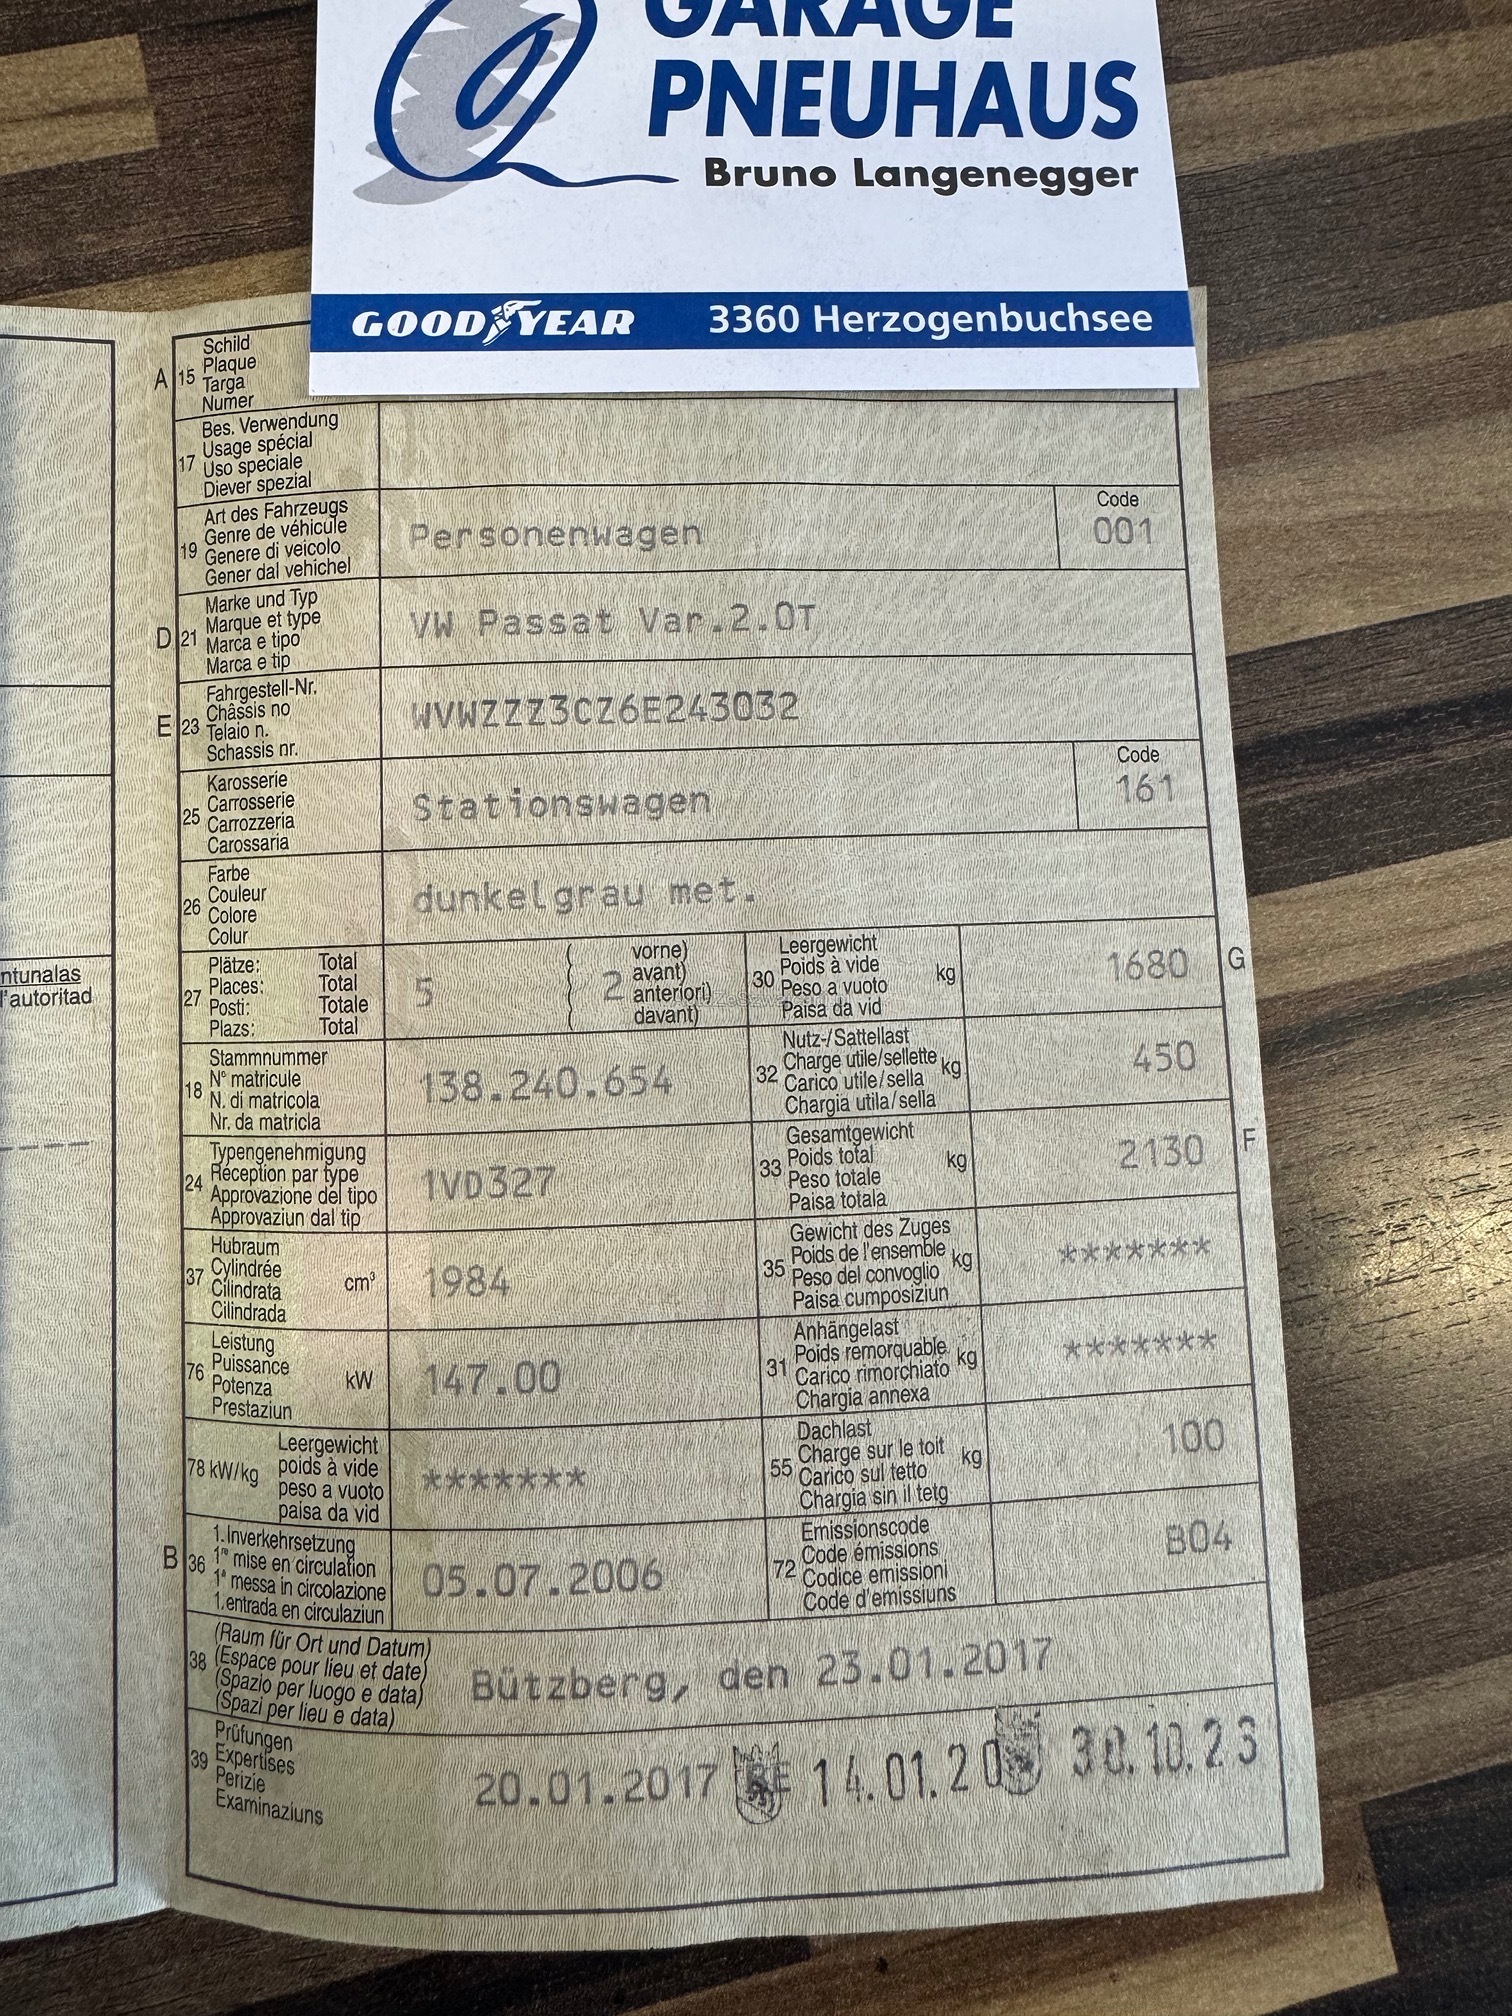 GARAGE
PNEUHAUS
Bruno Langenegger
GOODYEAR 3360 Herzogenbuchsee
A 15 Schild
Plaque
Targa
Numer
17 Bes. Verwendung
Usage spécial
Uso speciale
Diever spezial
19 Art des Fahrzeugs
Genre de véhicule
Genere di veicolo
Gener dal vehichel
Personenwagen
Code
001
D 21 Marke und Typ
Marque et type
Marca e tipo
Marca e tip
VW Passat Var.2.0T
E 23 Fahrgestell-Nr.
Châssis no
Telaio n.
Schassis nr.
WVWZZZ3CZ6E243032
25 Karosserie
Carrosserie
Carrozzeria
Carossaria
Stationswagen
Code
161
26 Farbe
Couleur
Colore
Colur
dunkelgrau met.
ntunalas
l'autoritad
27 Plätze: Total
Places: Total
Posti: Totale
Plazs: Total
5
( 2 vorne)
avant)
anteriori)
davant)
30 Leergewicht
Poids à vide
Peso a vuoto
Paisa da vid
kg
1680 G
18 Stammnummer
N° matricule
N. di matricola
Nr. da matricla
138.240.654
32 Nutz-/Sattellast
Charge utile/sellette
Carico utile/sella
Chargia utila/sella
kg
450
24 Typengenehmigung
Réception par type
Approvazione del tipo
Approvaziun dal tip
1VD327
33 Gesamtgewicht
Poids total
Peso totale
Paisa totala
kg
2130 F
37 Hubraum
Cylindrée
Cilindrata
Cilindrada
cm³
1984
35 Gewicht des Zuges
Poids de l'ensemble
Peso del convoglio
Paisa cumposiziun
kg
*******
76 Leistung
Puissance
Potenza
Prestaziun
kW
147.00
31 Anhängelast
Poids remorquable
Carico rimorchiato
Chargia annexa
kg
*******
78 kW/kg Leergewicht
poids à vide
peso a vuoto
paisa da vid
*******
55 Dachlast
Charge sur le toit
Carico sul tetto
Chargia sin il tetg
kg
100
B 36 1. Inverkehrsetzung
1re mise en circulation
1a messa in circolazione
1. entrada en circulaziun
05.07.2006
72 Emissionscode
Code émissions
Codice emissioni
Code d'emissiuns
B04
38 (Raum für Ort und Datum)
(Espace pour lieu et date)
(Spazio per luogo e data)
(Spazi per lieu e data)
Bützberg, den 23.01.2017
39 Prüfungen
Expertises
Perizie
Examinaziuns
20.01.2017 BE 14.01.20 30.10.23